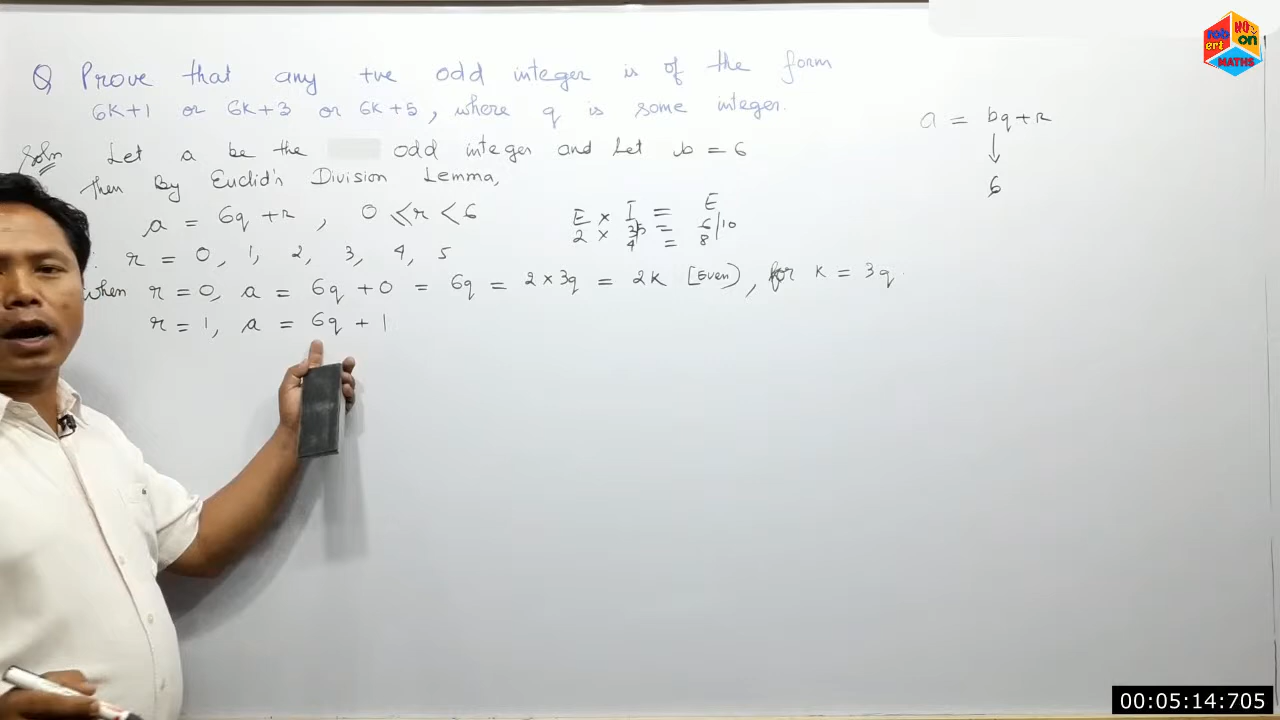 Q Prove that any +ve odd integer is of the form
6K+1 or 6K+3 or 6K+5, where q is some integer.
Soln Let a be the odd integer and Let b = 6
then By Euclid's Division Lemma,
a = 6q + r, 0 ⩽ r < 6
∴ r = 0, 1, 2, 3, 4, 5
When r = 0, a = 6q + 0 = 6q = 2 × 3q = 2K [Even), for K = 3q.
r = 1, a = 6q + 1
E × I = E
2 × 3/5 = 6/10
4 = 8
a = bq + r
↓
6
robert NO on MATHS
00:05:14:705